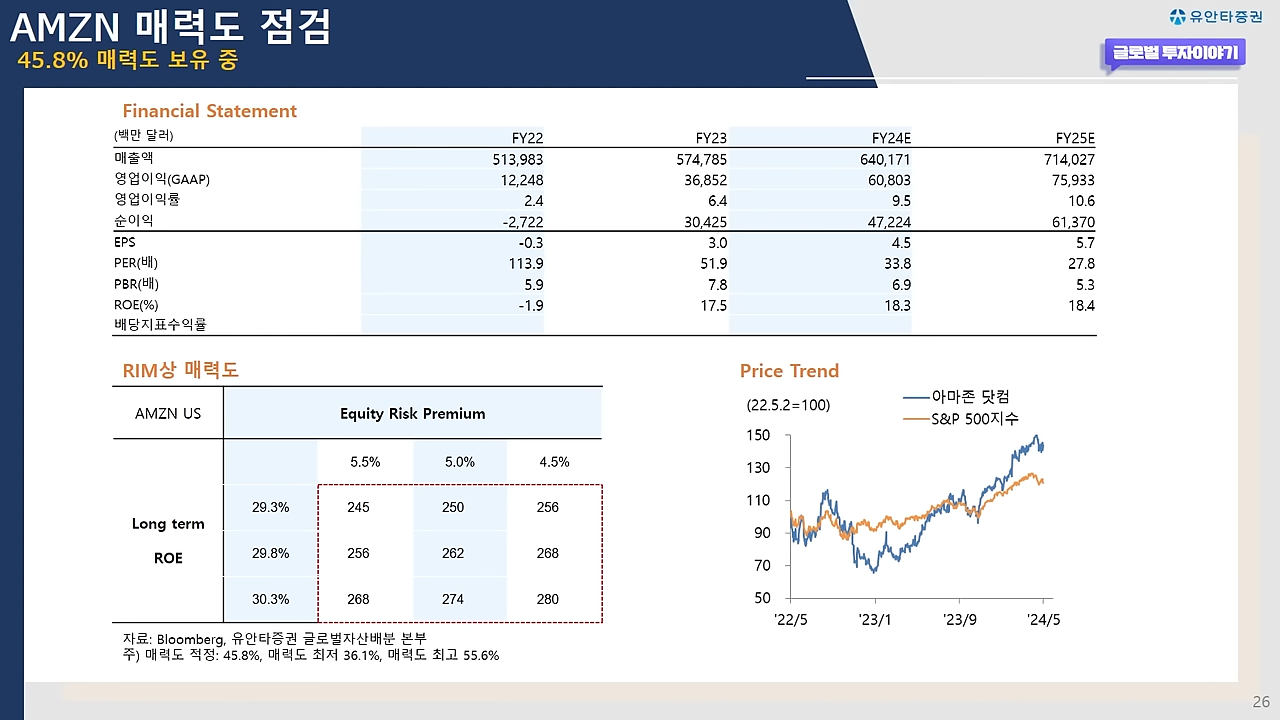 AMZN 매력도 점검
45.8% 매력도 보유 중
유안타증권
글로벌 투자이야기
Financial Statement
(백만 달러) FY22 FY23 FY24E FY25E
매출액 513,983 574,785 640,171 714,027
영업이익(GAAP) 12,248 36,852 60,803 75,933
영업이익률 2.4 6.4 9.5 10.6
순이익 -2,722 30,425 47,224 61,370
EPS -0.3 3.0 4.5 5.7
PER(배) 113.9 51.9 33.8 27.8
PBR(배) 5.9 7.8 6.9 5.3
ROE(%) -1.9 17.5 18.3 18.4
배당지표수익률
RIM상 매력도
AMZN US Equity Risk Premium
5.5% 5.0% 4.5%
Long term
ROE
29.3% 245 250 256
29.8% 256 262 268
30.3% 268 274 280
자료: Bloomberg, 유안타증권 글로벌자산배분 본부
주) 매력도 적정: 45.8%, 매력도 최저 36.1%, 매력도 최고 55.6%
Price Trend
(22.5.2=100)
아마존 닷컴
S&P 500지수
150
130
110
90
70
50
'22/5 '23/1 '23/9 '24/5
26